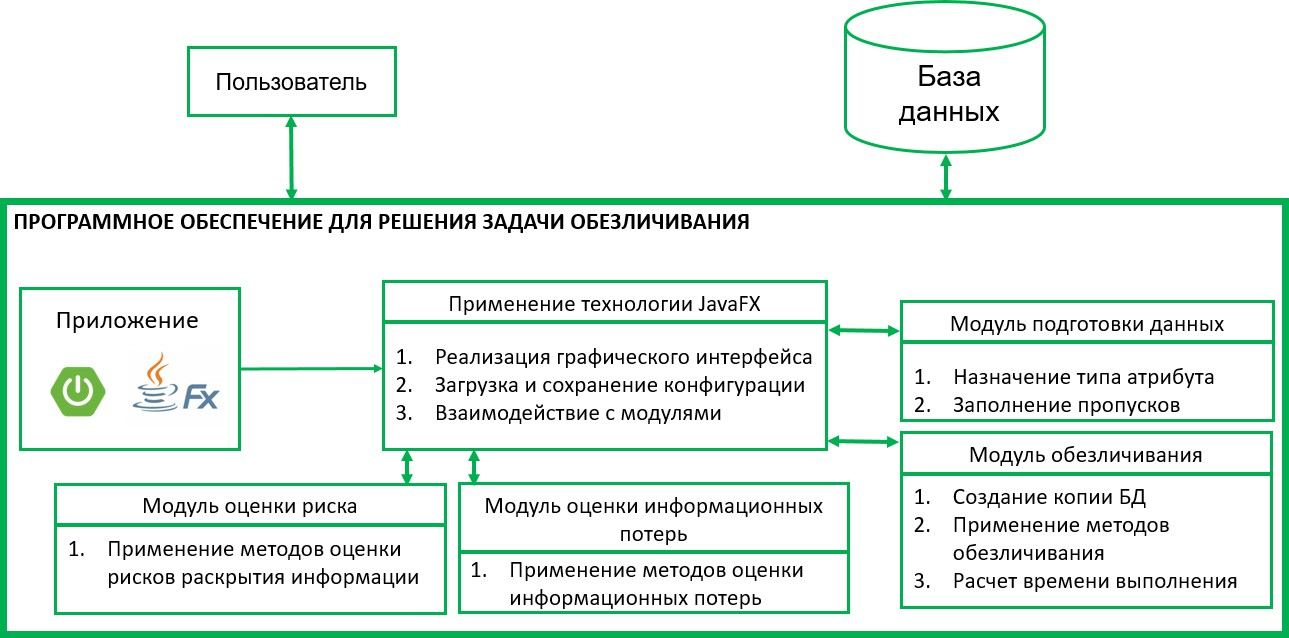 Пользователь
База
данных
ПРОГРАММНОЕ ОБЕСПЕЧЕНИЕ ДЛЯ РЕШЕНИЯ ЗАДАЧИ ОБЕЗЛИЧИВАНИЯ
Приложение
Fx
Применение технологии JavaFX
1. Реализация графического интерфейса
2. Загрузка и сохранение конфигурации
3. Взаимодействие с модулями
Модуль подготовки данных
1. Назначение типа атрибута
2. Заполнение пропусков
Модуль обезличивания
1. Создание копии БД
2. Применение методов
обезличивания
3. Расчет времени выполнения
Модуль оценки риска
1. Применение методов оценки
рисков раскрытия информации
Модуль оценки информационных
потерь
1. Применение методов оценки
информационных потерь